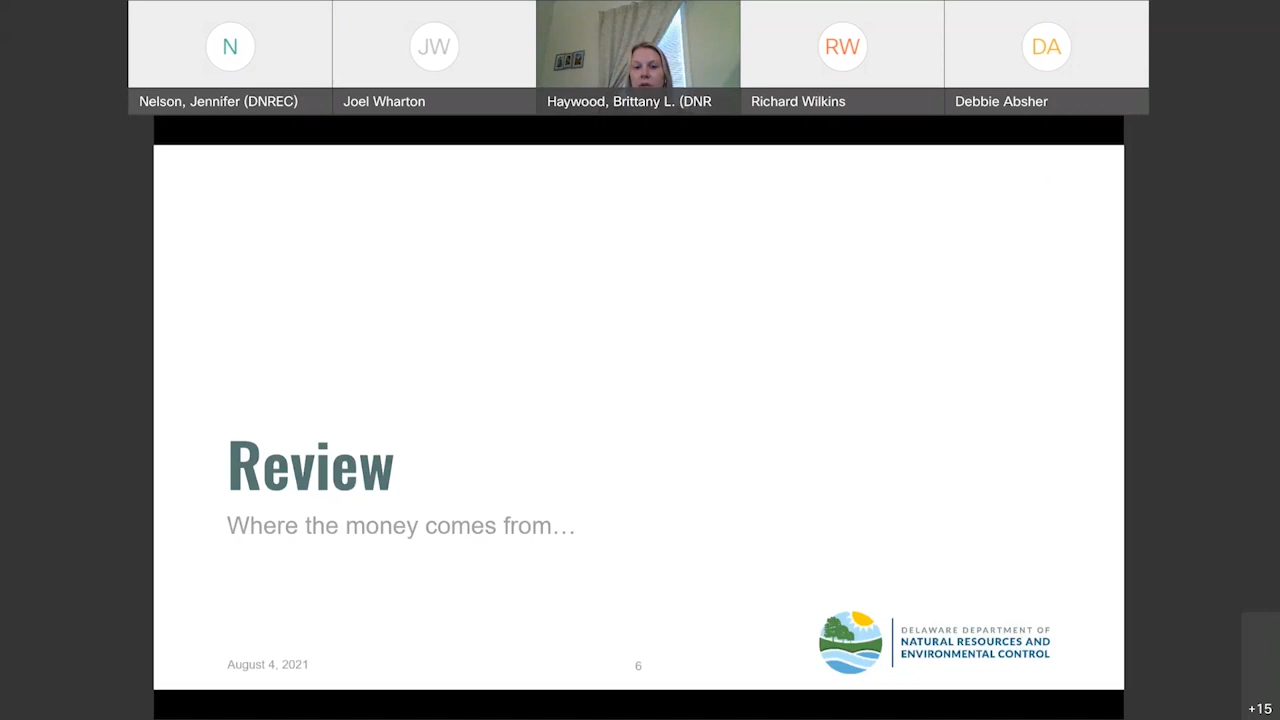 N
JW
RW
DA
Nelson, Jennifer (DNREC)
Joel Wharton
Haywood, Brittany L. (DNR
Richard Wilkins
Debbie Absher
Review
Where the money comes from…
DELAWARE DEPARTMENT OF
NATURAL RESOURCES AND
ENVIRONMENTAL CONTROL
August 4, 2021
6
+15